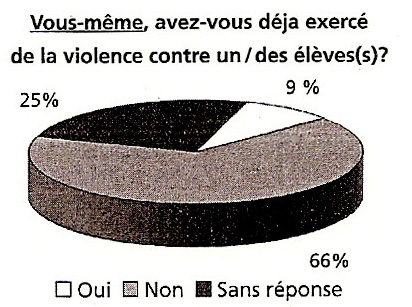 Vous-même, avez-vous déja exercé
de la violence contre un/des élèves(s)?
9 %
25%
66%
Oui Non Sans réponse